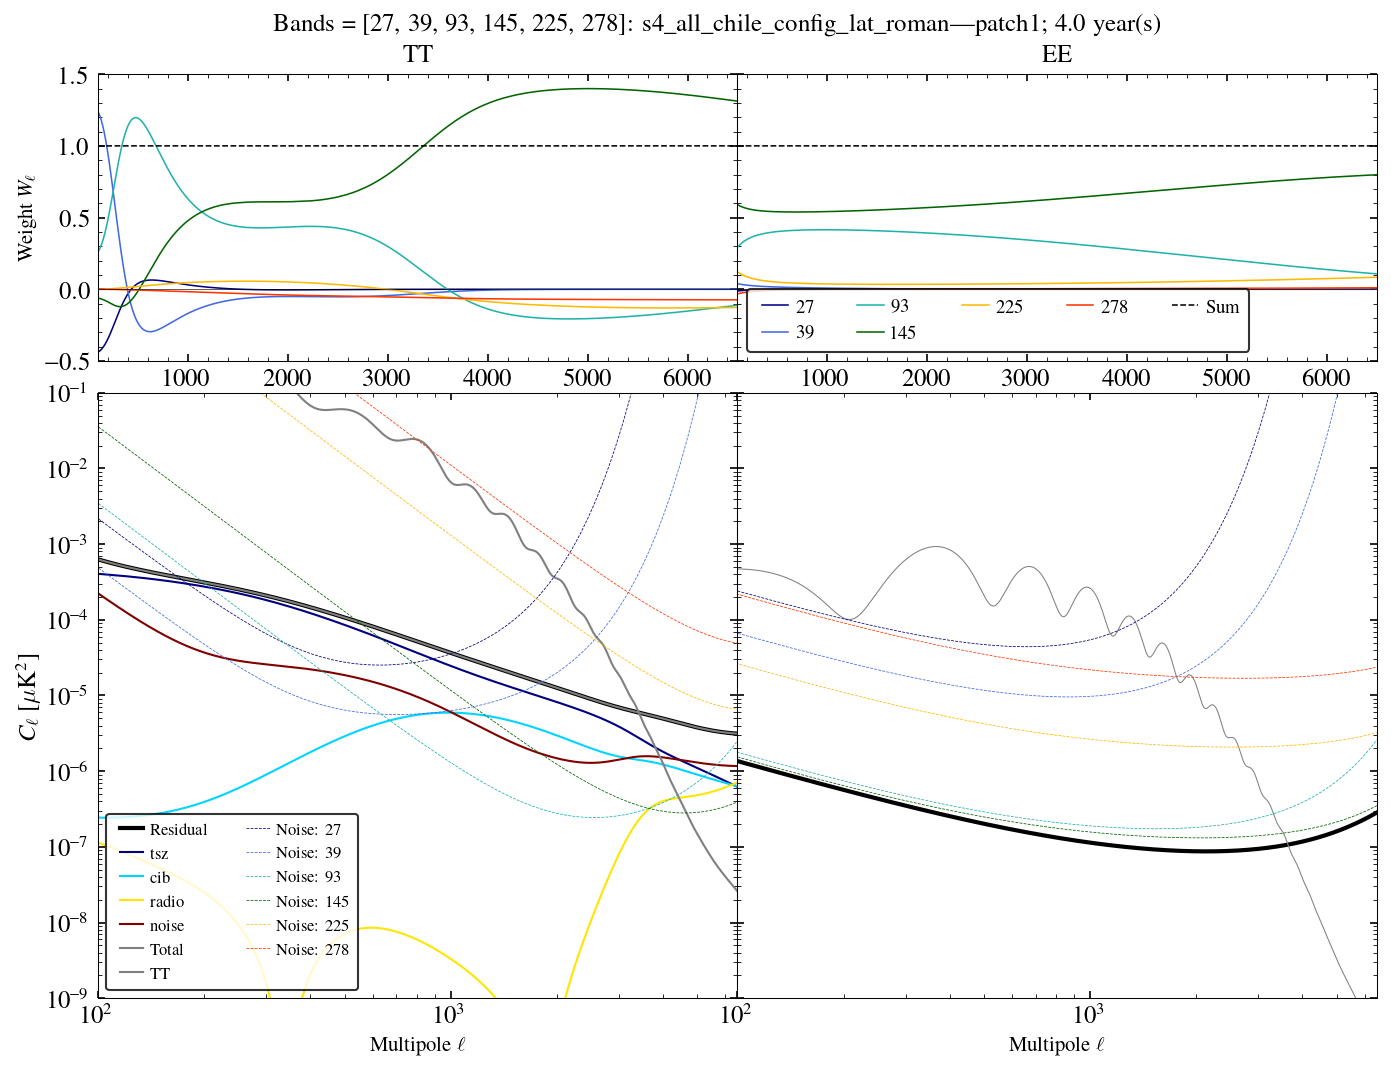 Bands = [27, 39, 93, 145, 225, 278]: s4_all_chile_config_lat_roman—patch1; 4.0 year(s)
TT
EE
1.5
1.0
0.5
0.0
−0.5
Weight Wℓ
1000 2000 3000 4000 5000 6000
1000 2000 3000 4000 5000 6000
27 93 225 278 Sum
39 145
10⁻¹
10⁻²
10⁻³
10⁻⁴
10⁻⁵
10⁻⁶
10⁻⁷
10⁻⁸
10⁻⁹
Cℓ [μK²]
Residual Noise: 27
tsz Noise: 39
cib Noise: 93
radio Noise: 145
noise Noise: 225
Total Noise: 278
TT
10² 10³
10² 10³
Multipole ℓ
Multipole ℓ